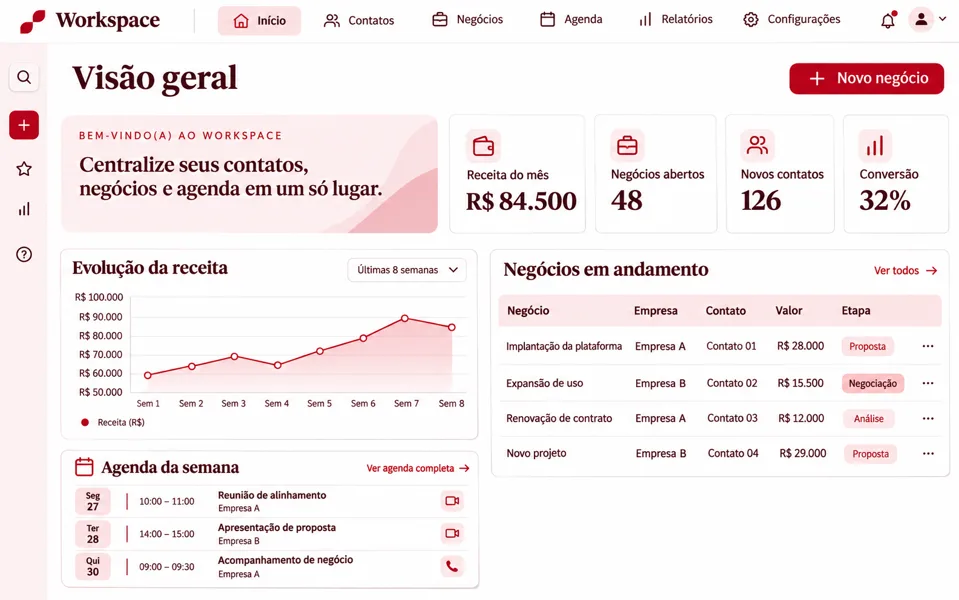 Workspace
Início
Contatos
Negócios
Agenda
Relatórios
Configurações
Visão geral
Novo negócio
BEM-VINDO(A) AO WORKSPACE
Centralize seus contatos,
negócios e agenda em um só lugar.
Receita do mês
R$ 84.500
Negócios abertos
48
Novos contatos
126
Conversão
32%
Evolução da receita
Últimas 8 semanas
R$ 100.000
R$ 90.000
R$ 80.000
R$ 70.000
R$ 60.000
R$ 50.000
Sem 1 Sem 2 Sem 3 Sem 4 Sem 5 Sem 6 Sem 7 Sem 8
Receita (R$)
Negócios em andamento
Ver todos →
Negócio Empresa Contato Valor Etapa
Implantação da plataforma Empresa A Contato 01 R$ 28.000 Proposta
Expansão de uso Empresa B Contato 02 R$ 15.500 Negociação
Renovação de contrato Empresa A Contato 03 R$ 12.000 Análise
Novo projeto Empresa B Contato 04 R$ 29.000 Proposta
Agenda da semana
Ver agenda completa →
Seg
27
10:00 – 11:00
Reunião de alinhamento
Empresa A
Ter
28
14:00 – 15:00
Apresentação de proposta
Empresa B
Qui
30
09:00 – 09:30
Acompanhamento de negócio
Empresa A